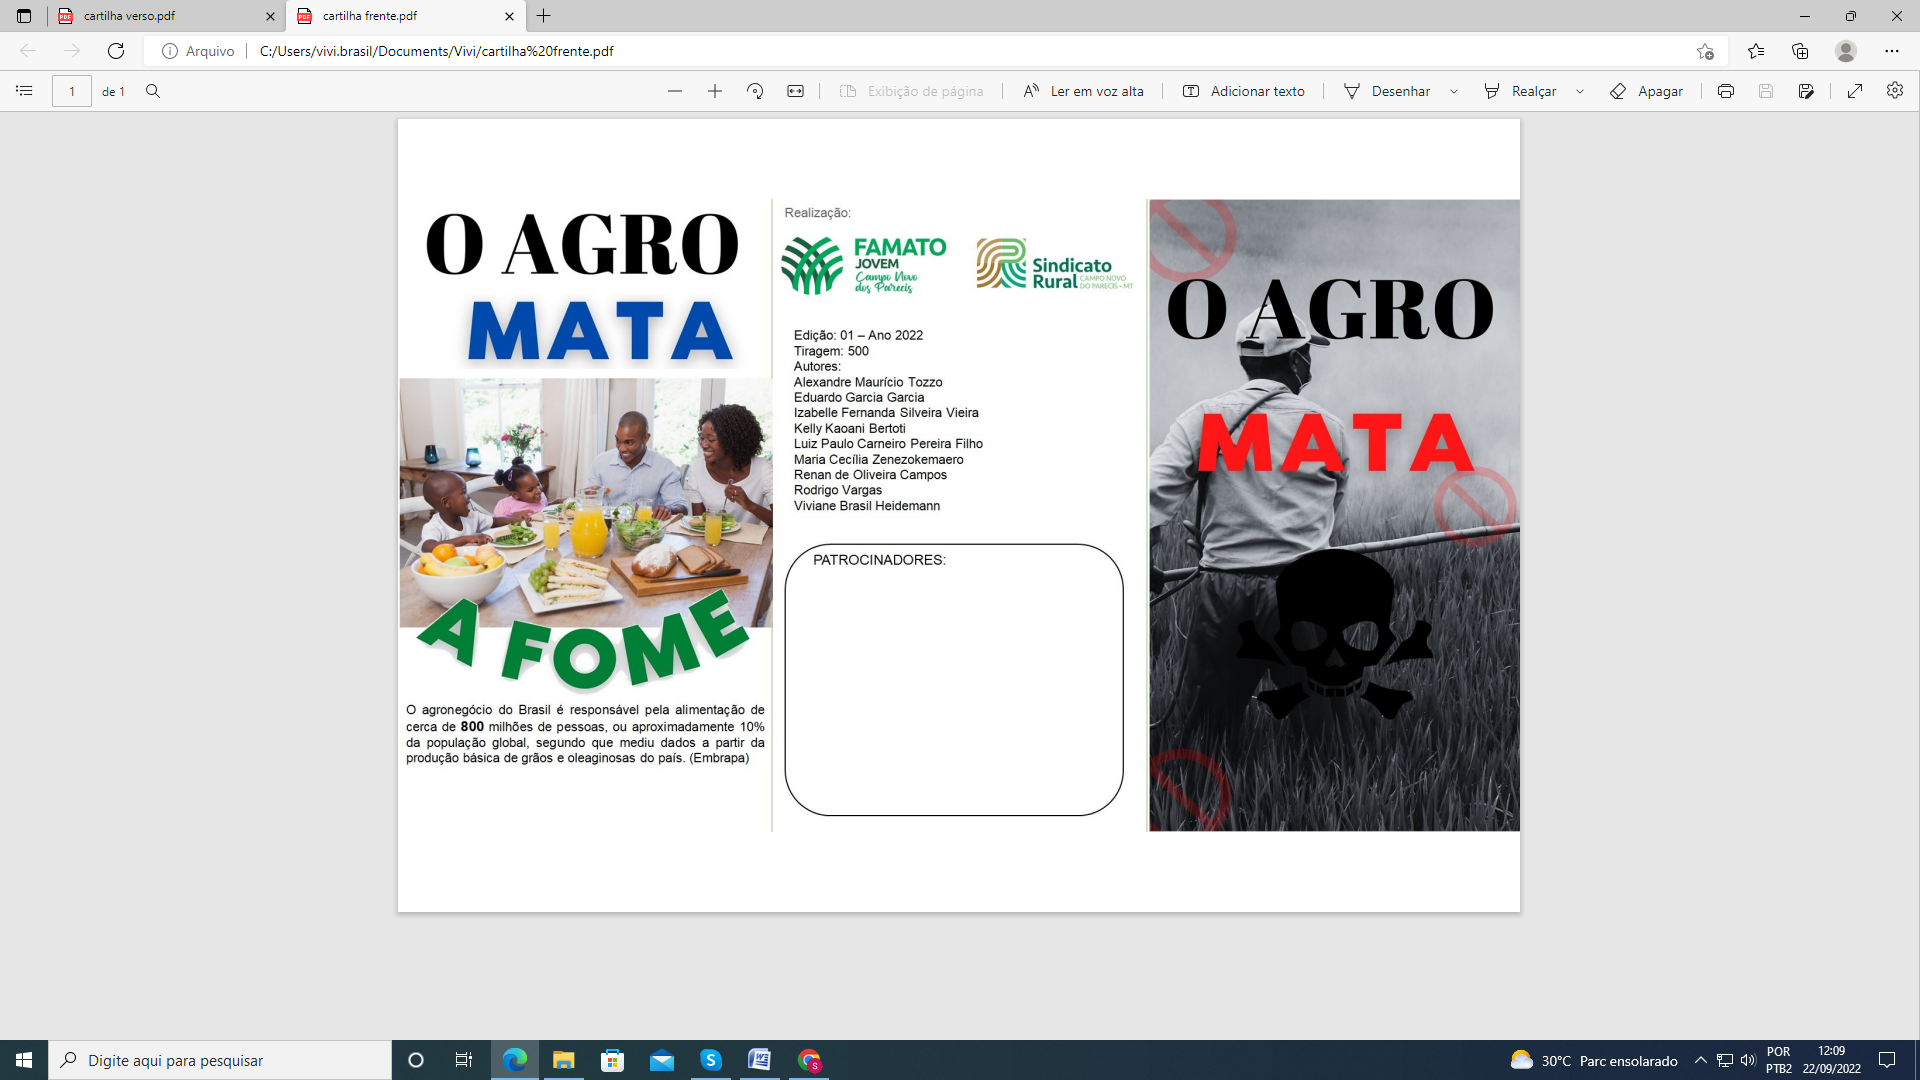 cartilha verso.pdf
cartilha frente.pdf
Arquivo
C:/Users/vivi.brasil/Documents/Vivi/cartilha%20frente.pdf
1
de 1
Exibição de página
Ler em voz alta
Adicionar texto
Desenhar
Realçar
Apagar
O AGRO
MATA
A FOME
O agronegócio do Brasil é responsável pela alimentação de
cerca de 800 milhões de pessoas, ou aproximadamente 10%
da população global, segundo que mediu dados a partir da
produção básica de grãos e oleaginosas do país. (Embrapa)
Realização:
FAMATO
JOVEM
Campo Novo
dos Parecis
Sindicato
Rural
CAMPO NOVO
DO PARECIS - MT
Edição: 01 – Ano 2022
Tiragem: 500
Autores:
Alexandre Maurício Tozzo
Eduardo Garcia Garcia
Izabelle Fernanda Silveira Vieira
Kelly Kaoani Bertoti
Luiz Paulo Carneiro Pereira Filho
Maria Cecília Zenezokemaero
Renan de Oliveira Campos
Rodrigo Vargas
Viviane Brasil Heidemann
PATROCINADORES:
O AGRO
MATA
Digite aqui para pesquisar
30°C Parc ensolarado
POR
PTB2
12:09
22/09/2022